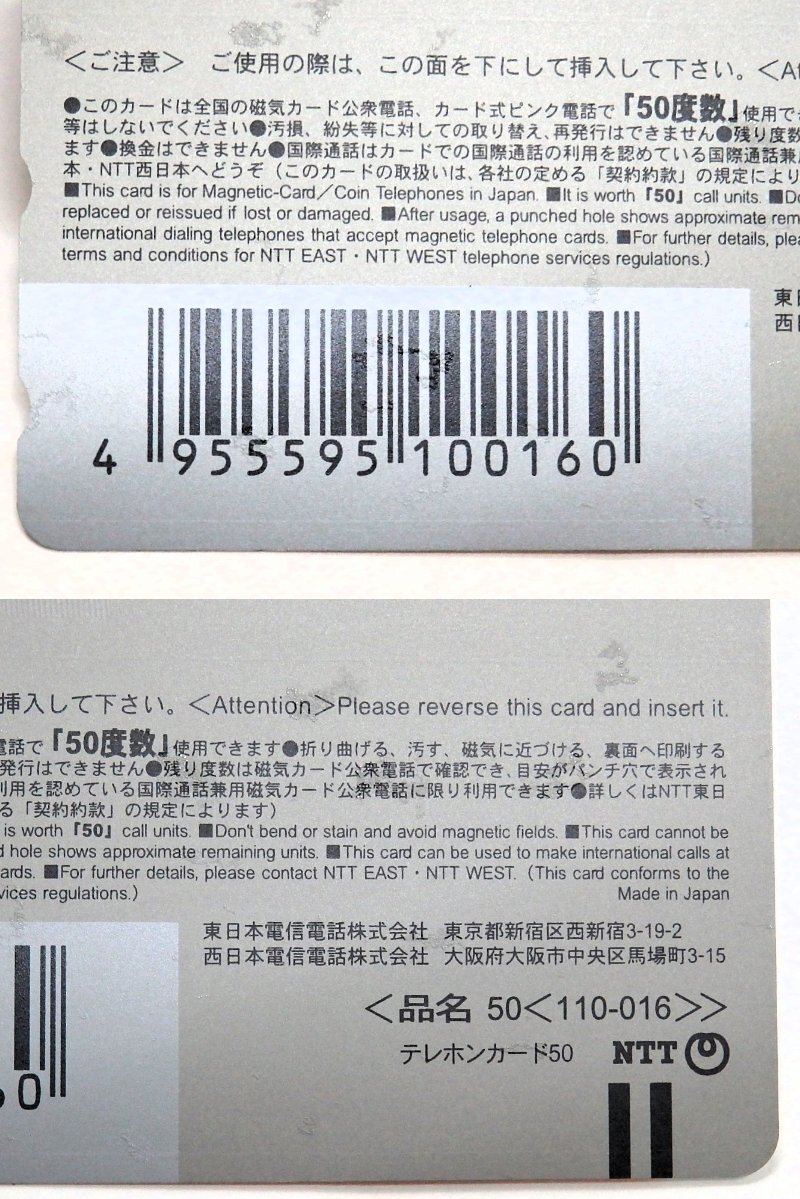 <ご注意> ご使用の際は、この面を下にして挿入して下さい。<At
●このカードは全国の磁気カード公衆電話、カード式ピンク電話で『50度数』使用でき
等はしないでください●汚損、紛失等に対しての取り替え、再発行はできません●残り度数
ます●換金はできません●国際通話はカードでの国際通話の利用を認めている国際通話兼用
本・NTT西日本へどうぞ（このカードの取扱いは、各社の定める「契約約款」の規定により
■This card is for Magnetic-Card/Coin Telephones in Japan. ■It is worth『50』call units. ■Do
replaced or reissued if lost or damaged. ■After usage, a punched hole shows approximate rem
international dialing telephones that accept magnetic telephone cards. ■For further details, plea
terms and conditions for NTT EAST・NTT WEST telephone services regulations.)
東日
西日
4 955595 100160
挿入して下さい。<Attention>Please reverse this card and insert it.
電話で『50度数』使用できます●折り曲げる、汚す、磁気に近づける、裏面へ印刷する
発行はできません●残り度数は磁気カード公衆電話で確認でき、目安がパンチ穴で表示され
利用を認めている国際通話兼用磁気カード公衆電話に限り利用できます●詳しくはNTT東日
る「契約約款」の規定によります）
is worth『50』call units. ■Don't bend or stain and avoid magnetic fields. ■This card cannot be
d hole shows approximate remaining units. ■This card can be used to make international calls at
ards. ■For further details, please contact NTT EAST・NTT WEST. (This card conforms to the
vices regulations.) Made in Japan
東日本電信電話株式会社 東京都新宿区西新宿3-19-2
西日本電信電話株式会社 大阪府大阪市中央区馬場町3-15
<品名 50<110-016>>
テレホンカード50 NTT
60